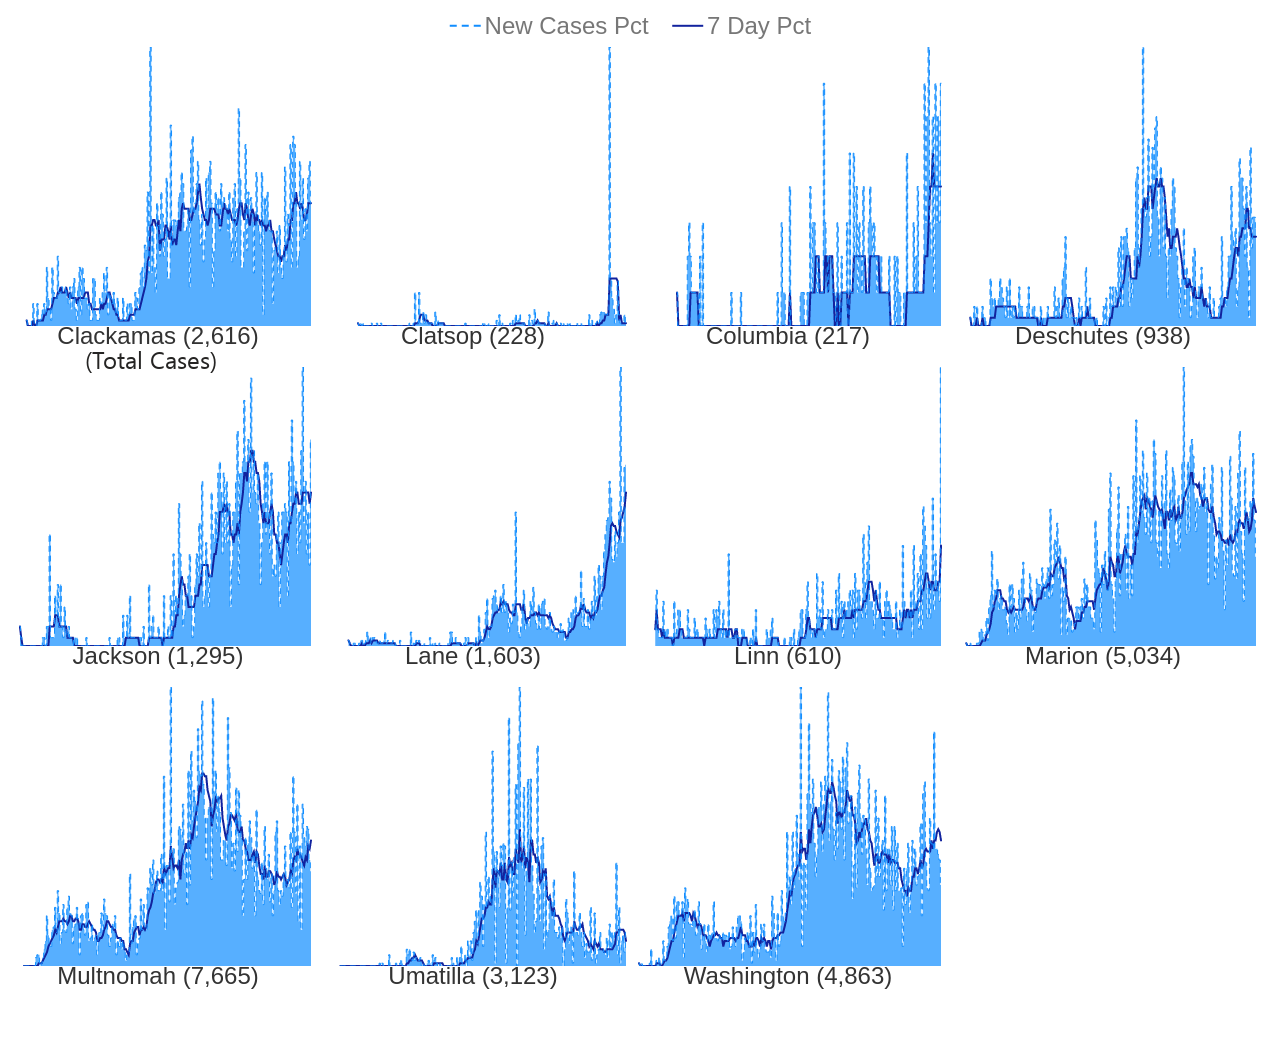 New Cases Pct 7 Day Pct
Clackamas (2,616) Clatsop (228) Columbia (217) Deschutes (938)
(Total Cases)
Jackson (1,295) Lane (1,603) Linn (610) Marion (5,034)
Multnomah (7,665) Umatilla (3,123) Washington (4,863)